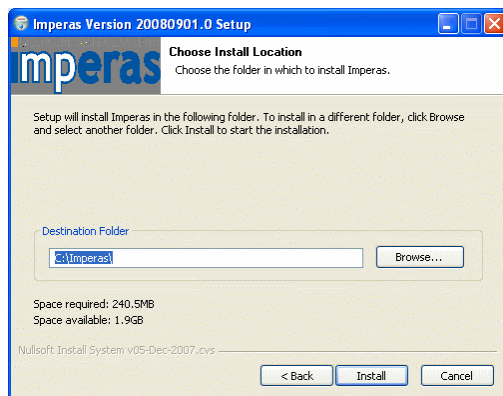 Imperas Version 20080901.0 Setup
imperas
Choose Install Location
Choose the folder in which to install Imperas.
Setup will install Imperas in the following folder. To install in a different folder, click Browse
and select another folder. Click Install to start the installation.
Destination Folder
C:\Imperas\
Browse...
Space required: 240.5MB
Space available: 1.9GB
Nullsoft Install System v05-Dec-2007.cvs
< Back
Install
Cancel